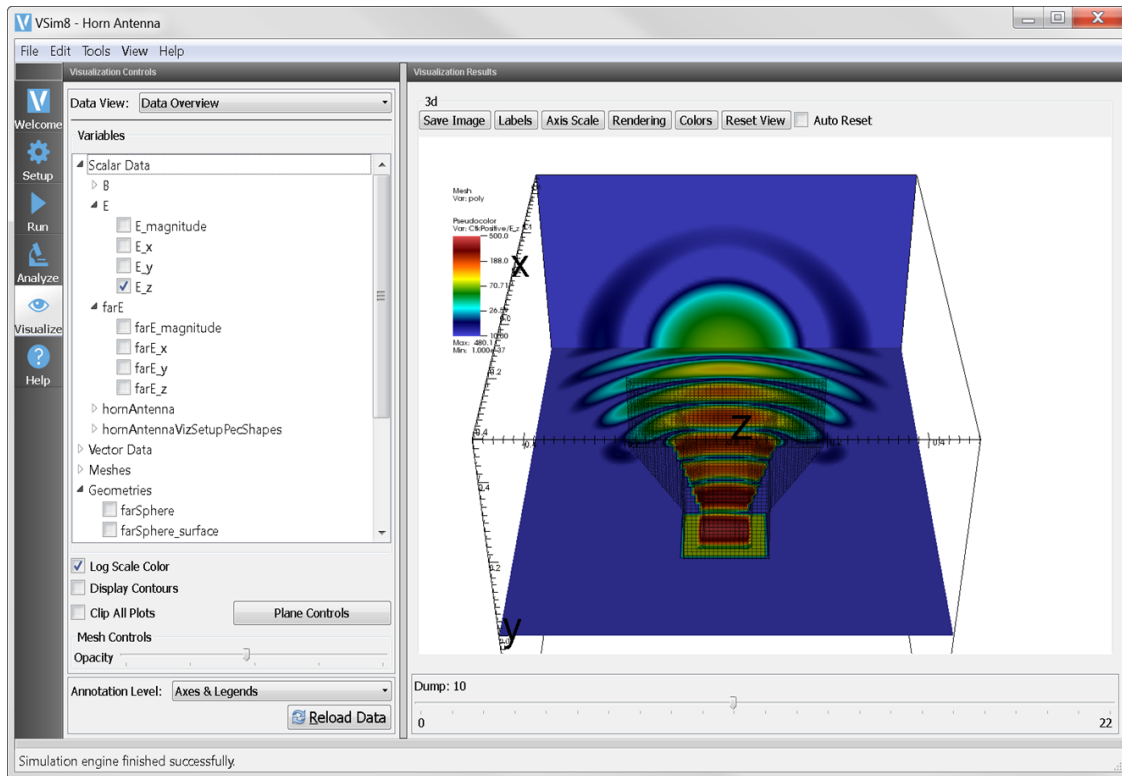 VSim8 - Horn Antenna
File Edit Tools View Help
Visualization Controls
Visualization Results
Welcome
Setup
Run
Analyze
Visualize
Help
Data View: Data Overview
Variables
Scalar Data
B
E
E_magnitude
E_x
E_y
E_z
farE
farE_magnitude
farE_x
farE_y
farE_z
hornAntenna
hornAntennaVizSetupPecShapes
Vector Data
Meshes
Geometries
farSphere
farSphere_surface
Log Scale Color
Display Contours
Clip All Plots
Plane Controls
Mesh Controls
Opacity
Annotation Level: Axes & Legends
Reload Data
3d
Save Image Labels Axis Scale Rendering Colors Reset View Auto Reset
Mesh
Var: poly
Pseudocolor
500.0
188.0
70.71
10.00
Max: 480.1
x
z
y
Dump: 10
0
22
Simulation engine finished successfully.